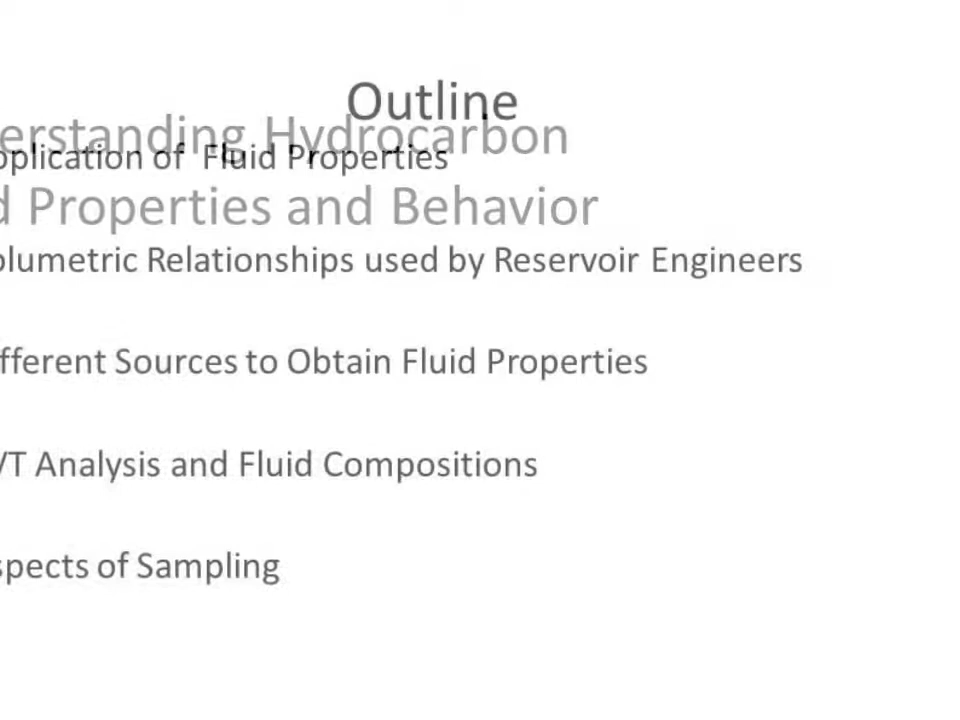 Outline
erstanding Hydrocarbon
pplication of Fluid Properties
d Properties and Behavior
olumetric Relationships used by Reservoir Engineers
fferent Sources to Obtain Fluid Properties
VT Analysis and Fluid Compositions
spects of Sampling